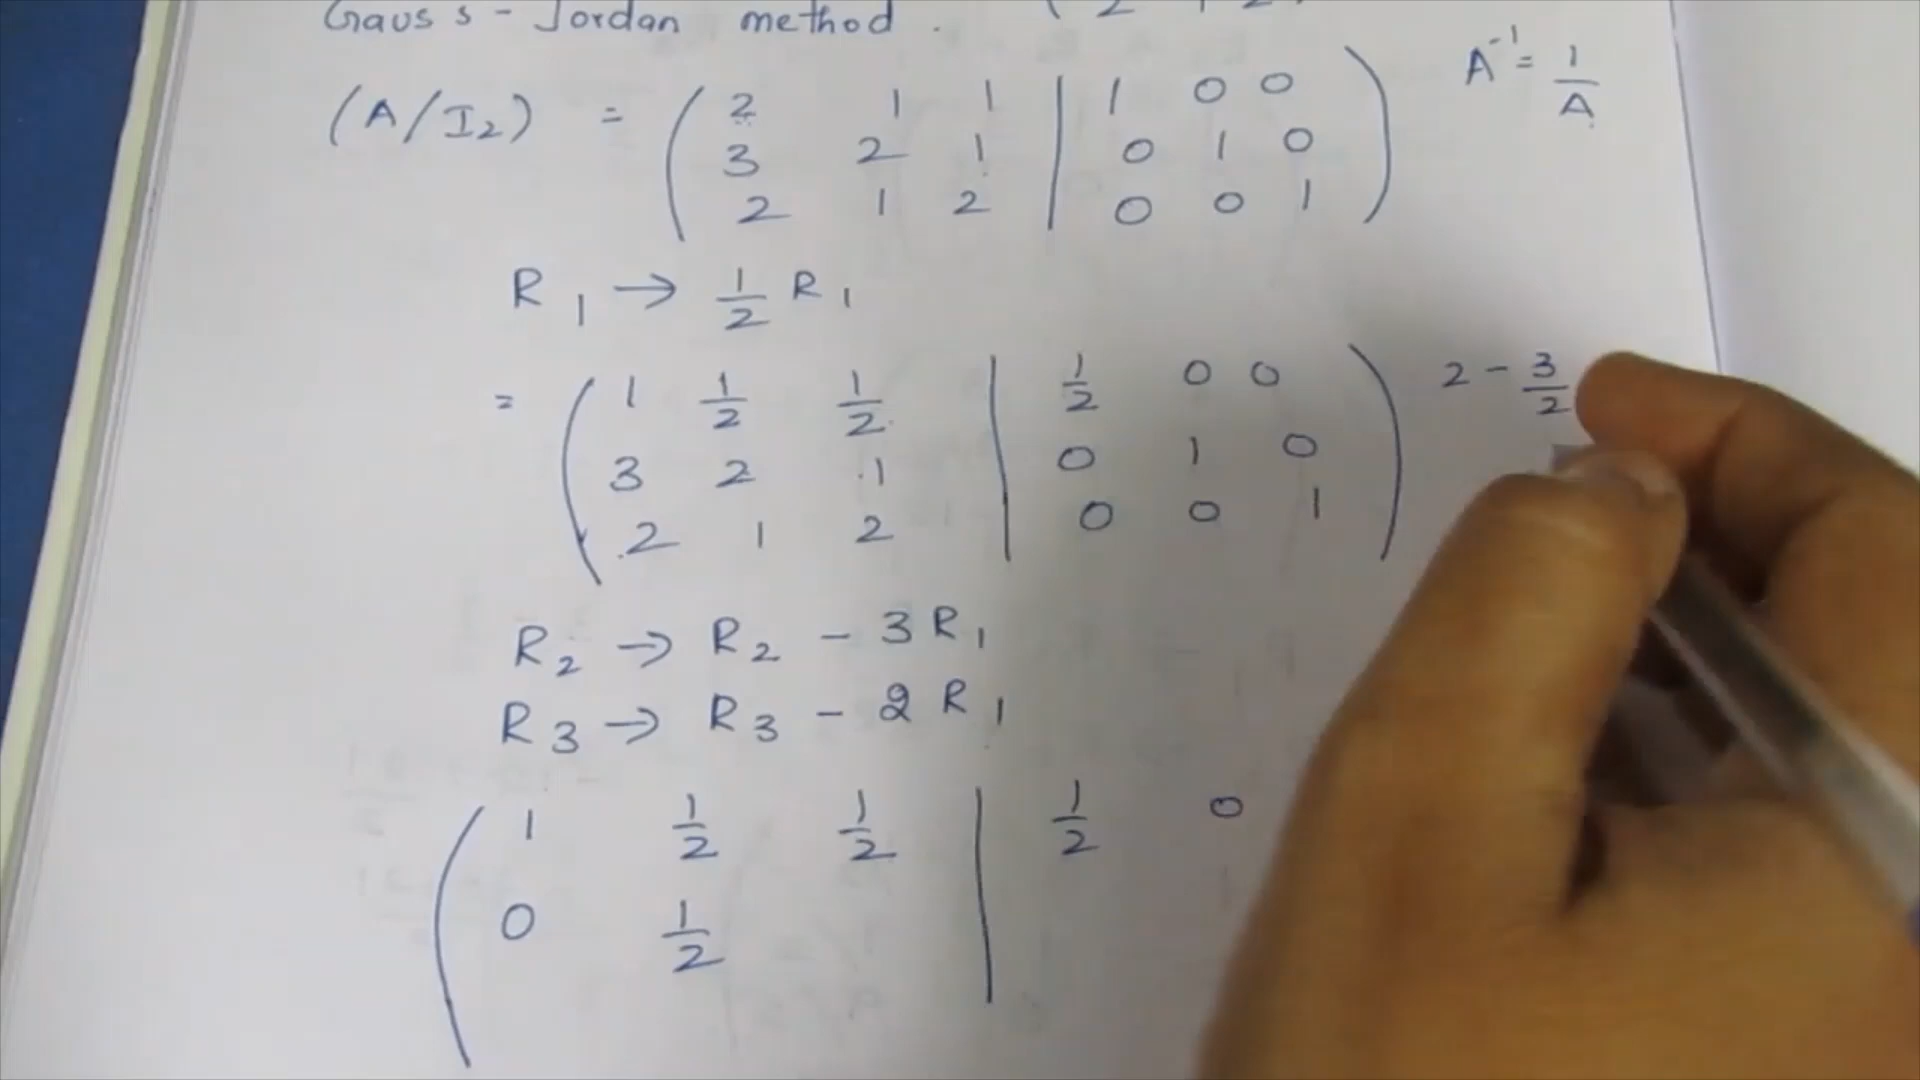 Gauss - Jordan method .
(A/I2) = ( 2 1 1 | 1 0 0 ) A^-1 = 1/A
3 2 1 | 0 1 0
2 1 2 | 0 0 1
R1 → 1/2 R1
= ( 1 1/2 1/2 | 1/2 0 0 ) 2 - 3/2
3 2 1 | 0 1 0
2 1 2 | 0 0 1
R2 → R2 - 3R1
R3 → R3 - 2R1
( 1 1/2 1/2 | 1/2 0
0 1/2 |